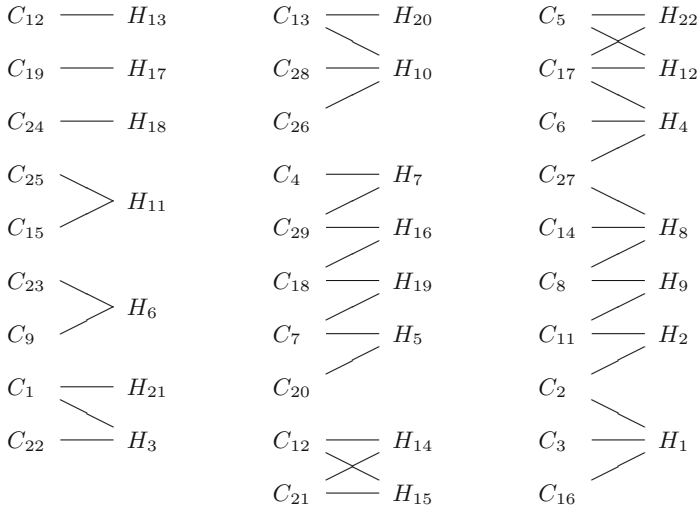 C₁₂ H₁₃
C₁₉ H₁₇
C₂₄ H₁₈
C₂₅
H₁₁
C₁₅
C₂₃
H₆
C₉
C₁ H₂₁
C₂₂ H₃
C₁₃ H₂₀
C₂₈ H₁₀
C₂₆
C₄ H₇
C₂₉ H₁₆
C₁₈ H₁₉
C₇ H₅
C₂₀
C₁₂ H₁₄
C₂₁ H₁₅
C₅ H₂₂
C₁₇ H₁₂
C₆ H₄
C₂₇
C₁₄ H₈
C₈ H₉
C₁₁ H₂
C₂
C₃ H₁
C₁₆